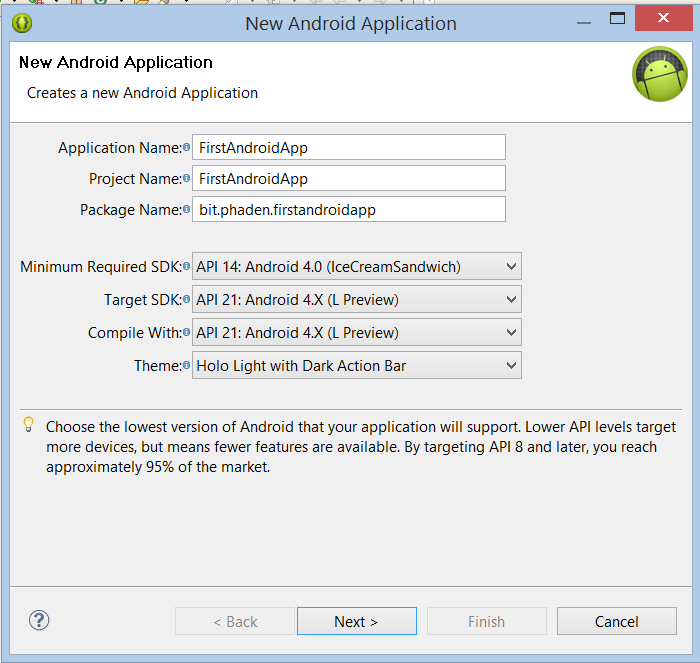 New Android Application
New Android Application
Creates a new Android Application
Application Name: FirstAndroidApp
Project Name: FirstAndroidApp
Package Name: bit.phaden.firstandroidapp
Minimum Required SDK: API 14: Android 4.0 (IceCreamSandwich)
Target SDK: API 21: Android 4.X (L Preview)
Compile With: API 21: Android 4.X (L Preview)
Theme: Holo Light with Dark Action Bar
Choose the lowest version of Android that your application will support. Lower API levels target
more devices, but means fewer features are available. By targeting API 8 and later, you reach
approximately 95% of the market.
? < Back Next > Finish Cancel